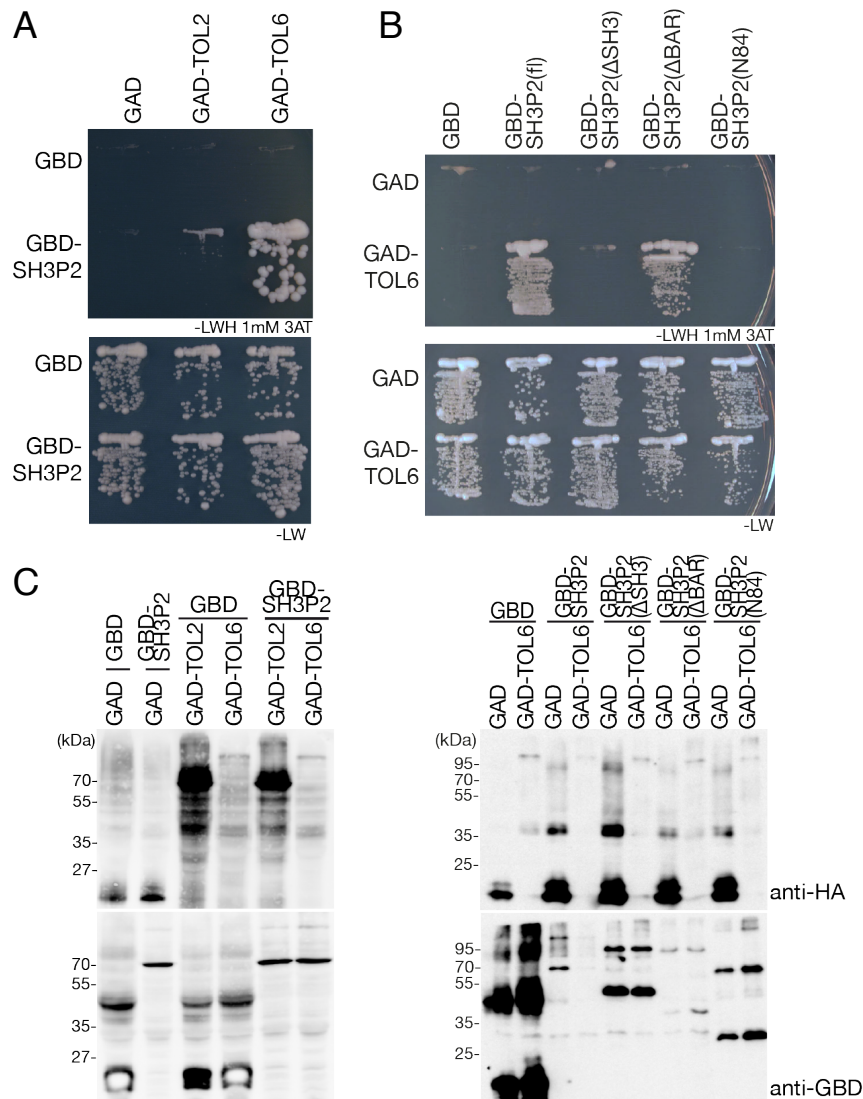 A
GAD
GAD-TOL2
GAD-TOL6
GBD
GBD-
SH3P2
-LWH 1mM 3AT
GBD
GBD-
SH3P2
-LW
B
GBD
GBD-
SH3P2(fl)
GBD-
SH3P2(ΔSH3)
GBD-
SH3P2(ΔBAR)
GBD-
SH3P2(N84)
GAD
GAD-
TOL6
-LWH 1mM 3AT
GAD
GAD-
TOL6
-LW
C
GBD
GBD-
SH3P2
GBD
GBD-
SH3P2
GAD
GAD
GAD-TOL2
GAD-TOL6
GAD-TOL2
GAD-TOL6
(kDa)
70-
55-
35-
27-
70-
55-
35-
27-
GBD
GBD-
SH3P2
GBD-
SH3P2
(ΔSH3)
GBD-
SH3P2
(ΔBAR)
GBD-
SH3P2
(N84)
GAD
GAD-TOL6
GAD
GAD-TOL6
GAD
GAD-TOL6
GAD
GAD-TOL6
GAD
GAD-TOL6
(kDa)
95-
70-
55-
35-
25-
anti-HA
95-
70-
55-
35-
25-
anti-GBD